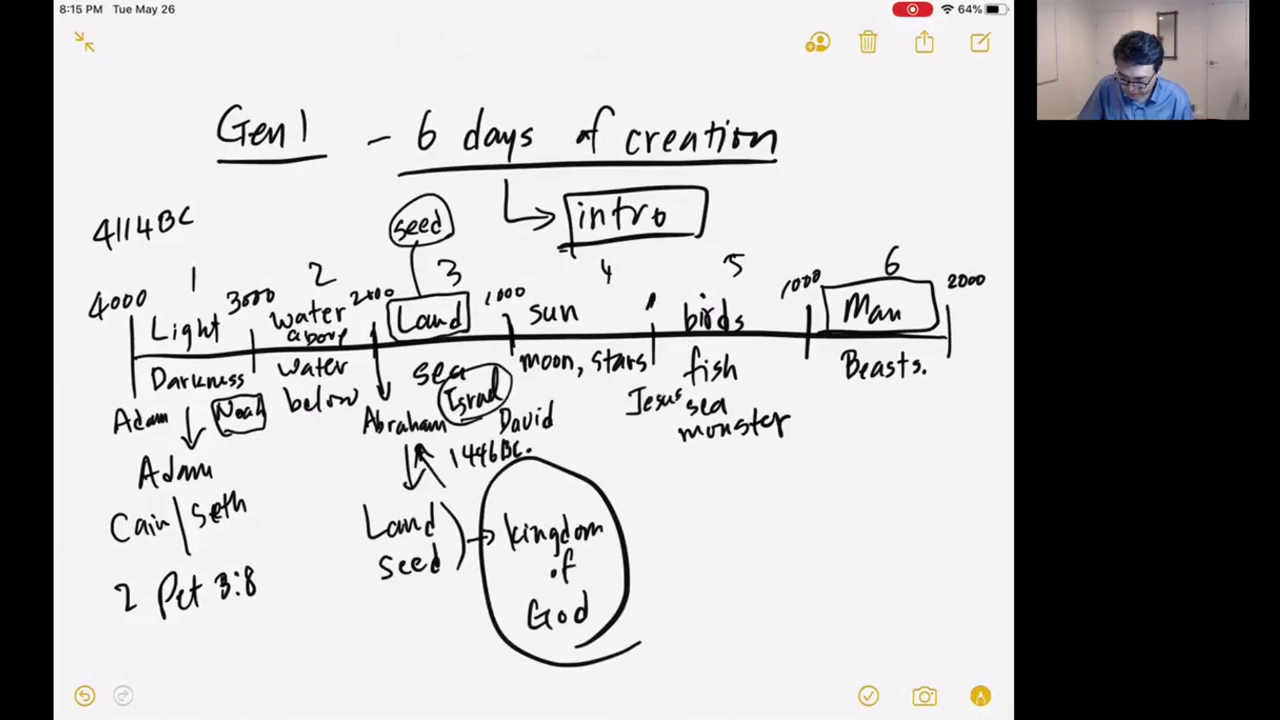 8:15 PM Tue May 26
64%
Gen 1 - 6 days of creation
intro
4114BC
seed
1 2 3 4 5 6
4000 3000 1000 1000 2000
Light water above Land sun birds Man
Darkness water below sea moon, stars fish Beasts.
sea monster
Adam Noah Abraham Israel David Jesus
1446BC.
Adam
Cain | Seth
Land
seed
kingdom
of
God
2 Pet 3:8